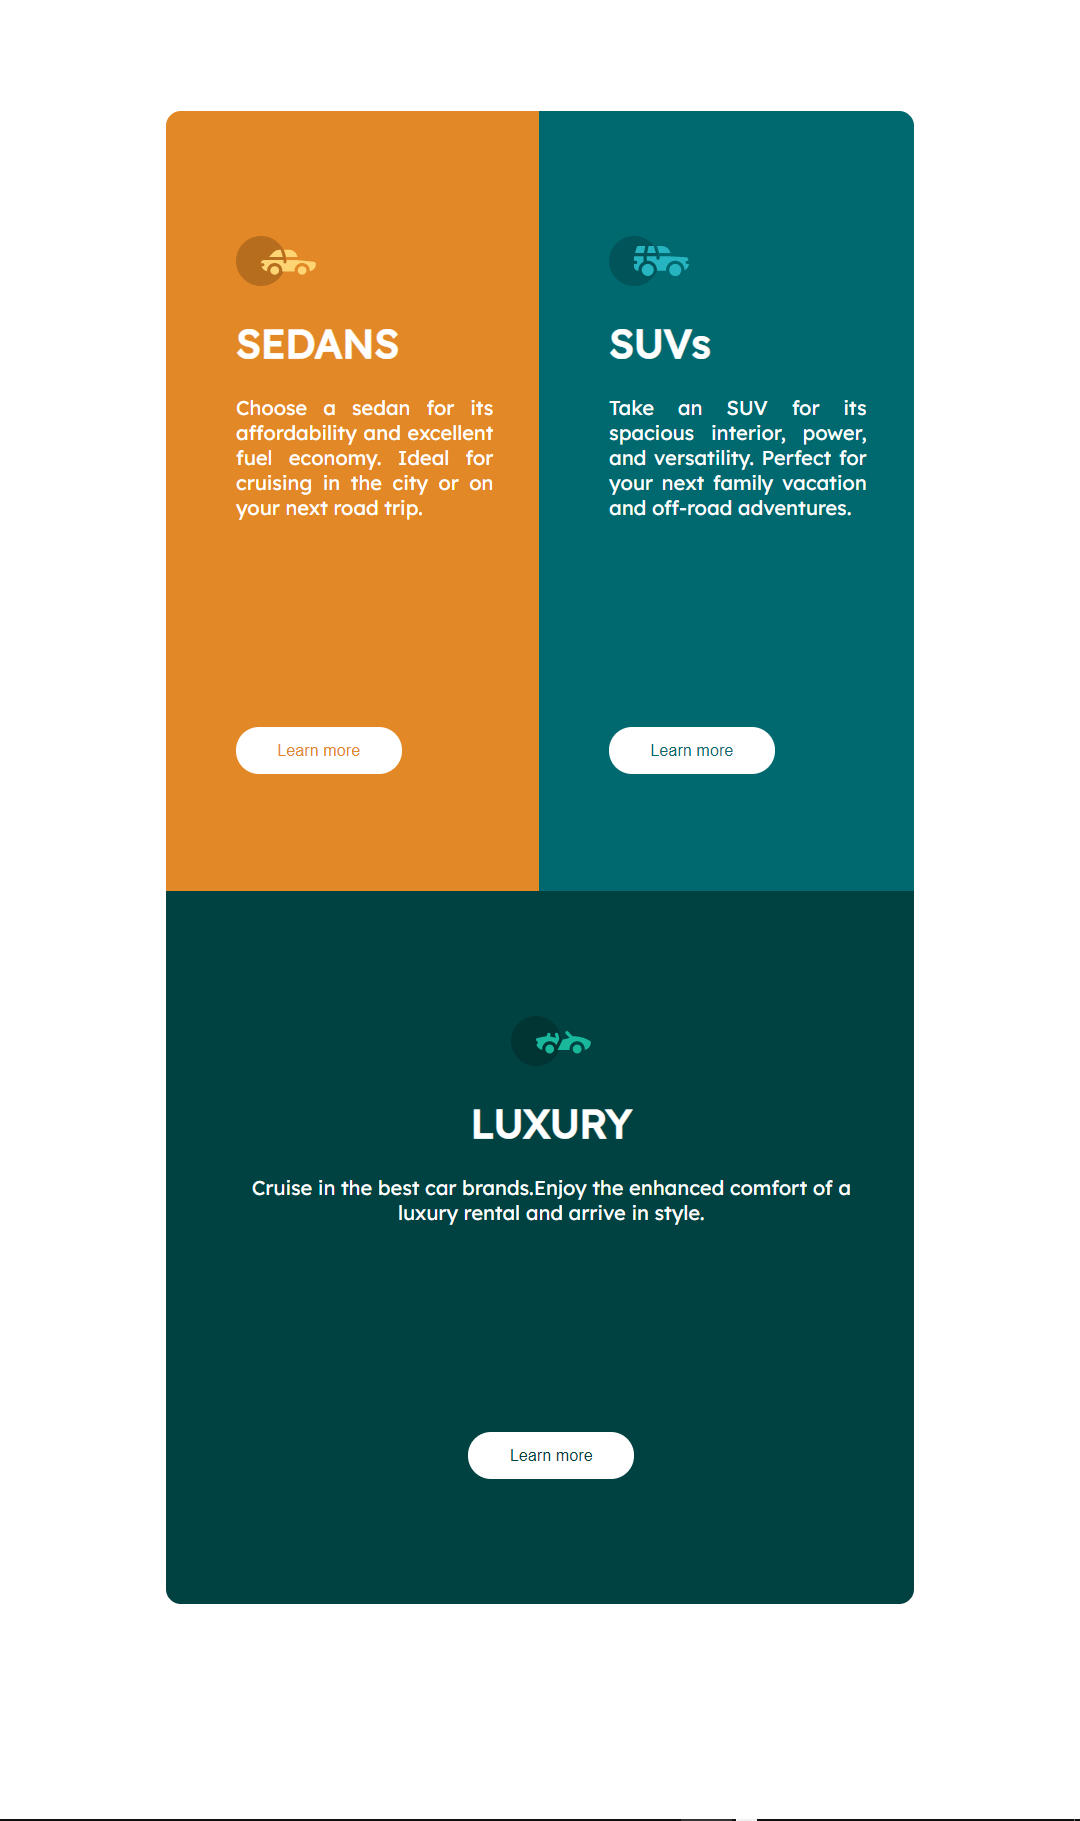 SEDANS
Choose a sedan for its
affordability and excellent
fuel economy. Ideal for
cruising in the city or on
your next road trip.
Learn more
SUVs
Take an SUV for its
spacious interior, power,
and versatility. Perfect for
your next family vacation
and off-road adventures.
Learn more
LUXURY
Cruise in the best car brands.Enjoy the enhanced comfort of a
luxury rental and arrive in style.
Learn more